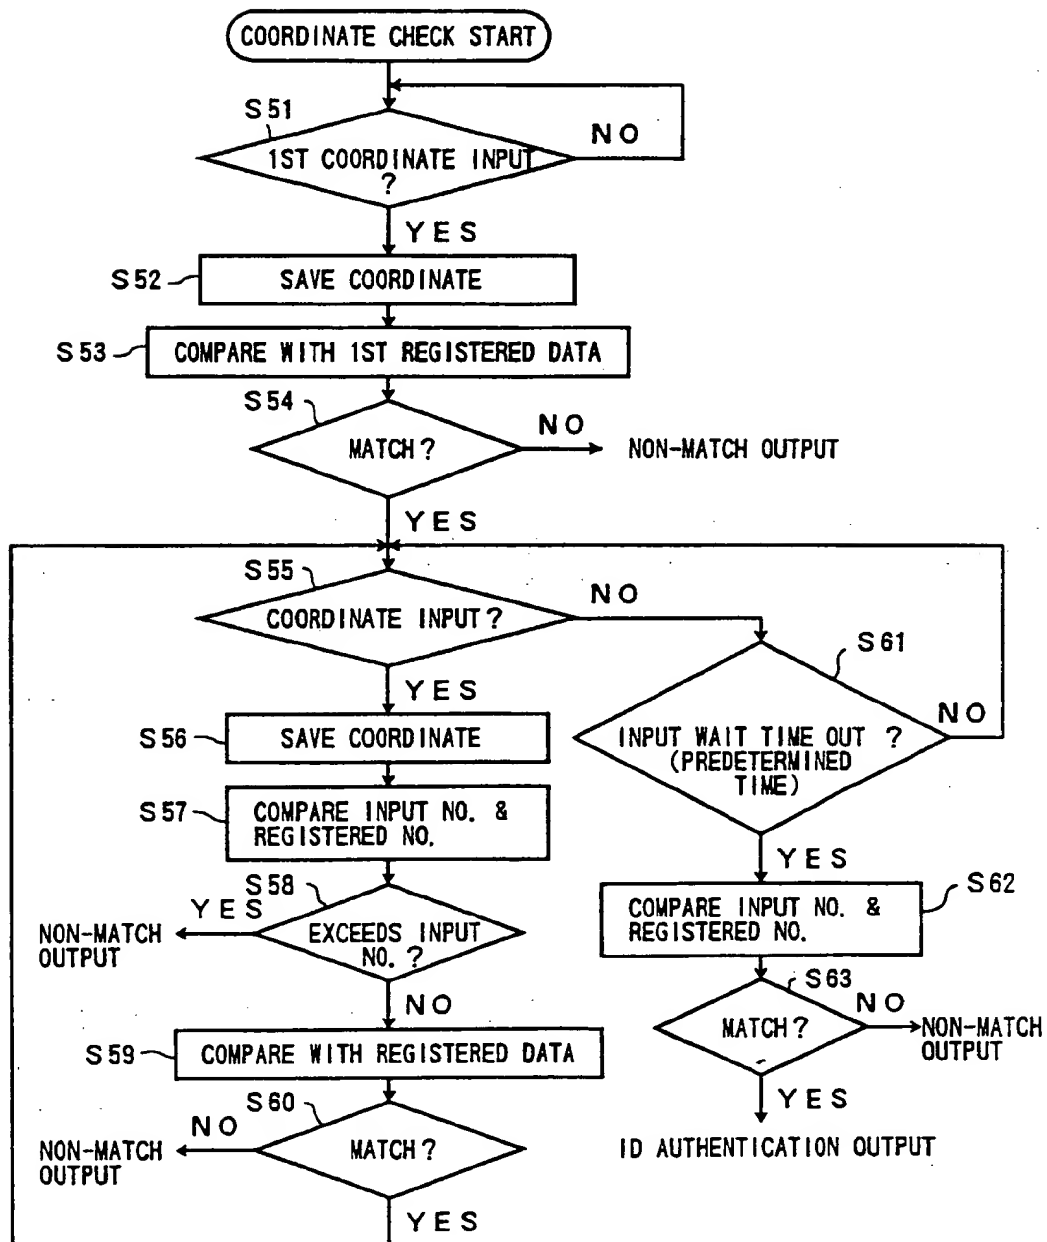 COORDINATE CHECK START
S51
NO
1ST COORDINATE INPUT
?
YES
S52
SAVE COORDINATE
S53
COMPARE WITH 1ST REGISTERED DATA
S54
NO
MATCH?
NON-MATCH OUTPUT
YES
S55
NO
COORDINATE INPUT?
S61
YES
NO
S56
SAVE COORDINATE
INPUT WAIT TIME OUT ?
(PREDETERMINED
TIME)
S57
COMPARE INPUT NO. &
REGISTERED NO.
YES
S58
YES
S62
COMPARE INPUT NO. &
REGISTERED NO.
NON-MATCH
OUTPUT
EXCEEDS INPUT
NO.?
S63
NO
NO
MATCH?
NON-MATCH
OUTPUT
S59
COMPARE WITH REGISTERED DATA
YES
S60
NO
NON-MATCH
OUTPUT
MATCH?
ID AUTHENTICATION OUTPUT
YES